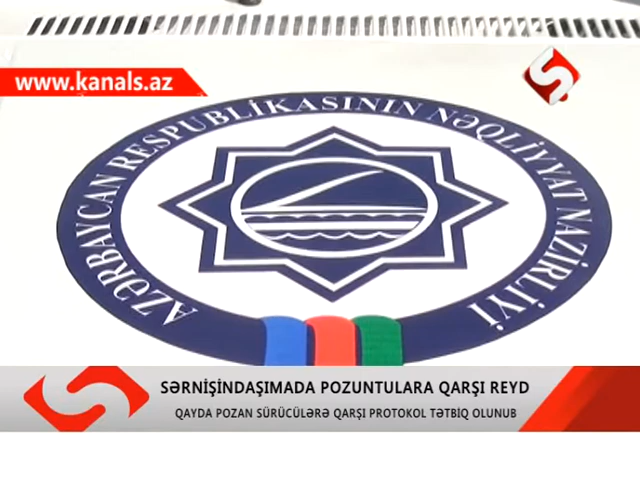 www.kanals.az
AZƏRBAYCAN RESPUBLİKASININ NƏQLİYYAT NAZİRLİYİ
SƏRNİŞİNDAŞIMADA POZUNTULARA QARŞI REYD
QAYDA POZAN SÜRÜCÜLƏRƏ QARŞI PROTOKOL TƏTBİQ OLUNUB